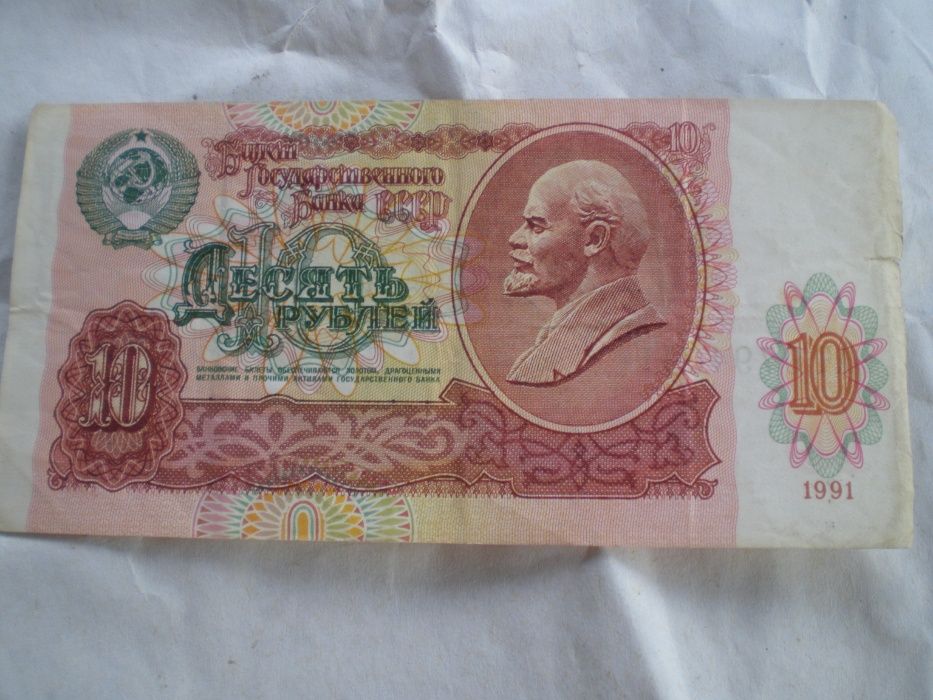 Билет
Государственного
Банка СССР
10
10
Десять
рублей
БАНКОВСКИЕ БИЛЕТЫ ОБЕСПЕЧИВАЮТСЯ ЗОЛОТОМ, ДРАГОЦЕННЫМИ
МЕТАЛЛАМИ И ПРОЧИМИ АКТИВАМИ ГОСУДАРСТВЕННОГО БАНКА
10
10
1991